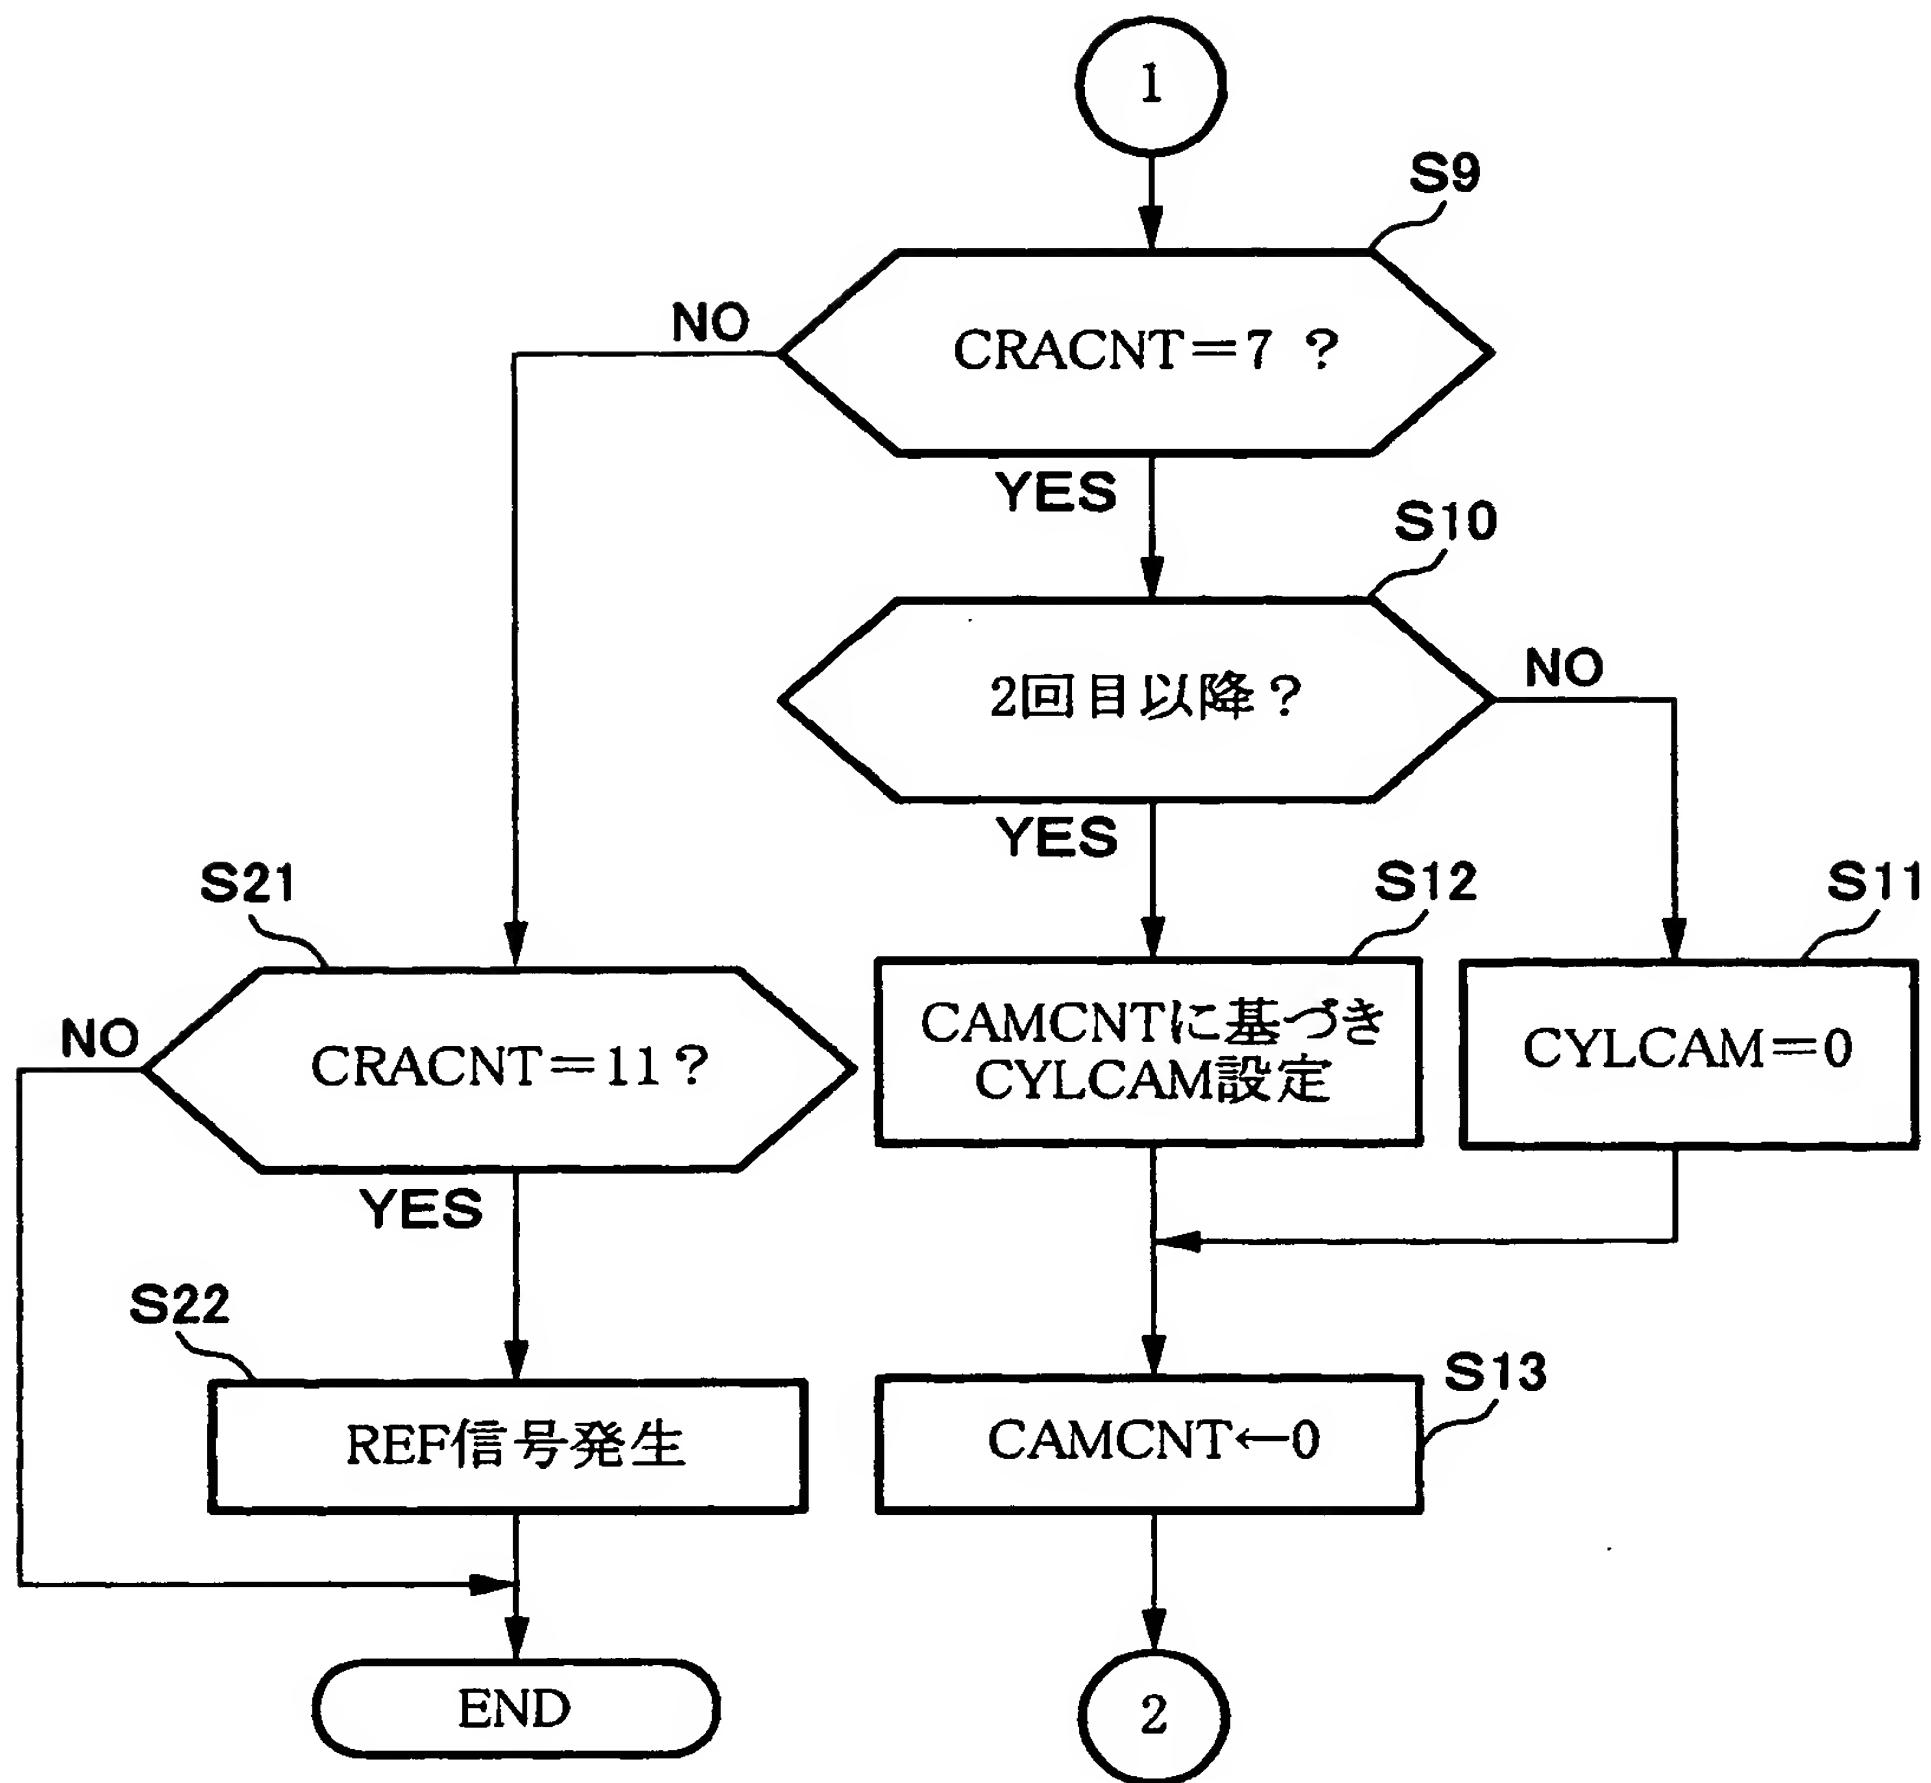 1
S9
NO
CRACNT=7 ?
YES
S10
2回目以降?
NO
YES
S21
S12
S11
NO
CRACNT=11?
CAMCNTに基づき
CYLCAM設定
CYLCAM=0
YES
S22
S13
REF信号発生
CAMCNT←0
END
2